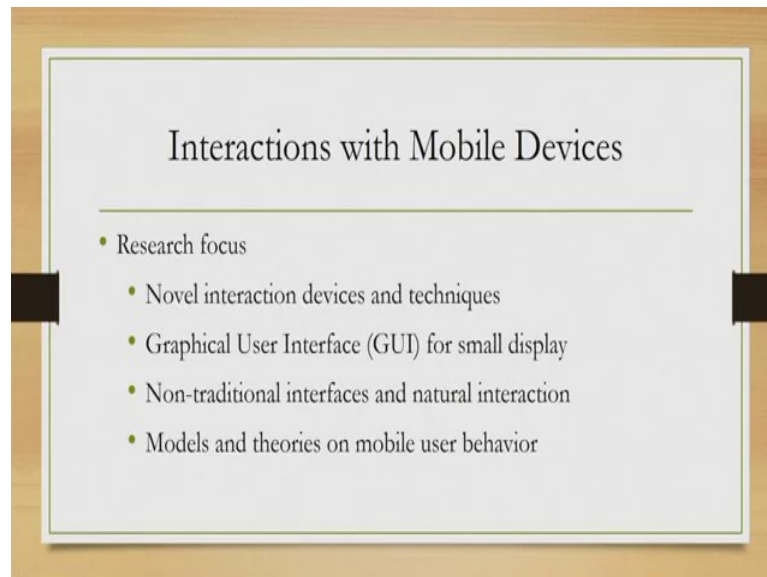 Interactions with Mobile Devices
• Research focus
• Novel interaction devices and techniques
• Graphical User Interface (GUI) for small display
• Non-traditional interfaces and natural interaction
• Models and theories on mobile user behavior